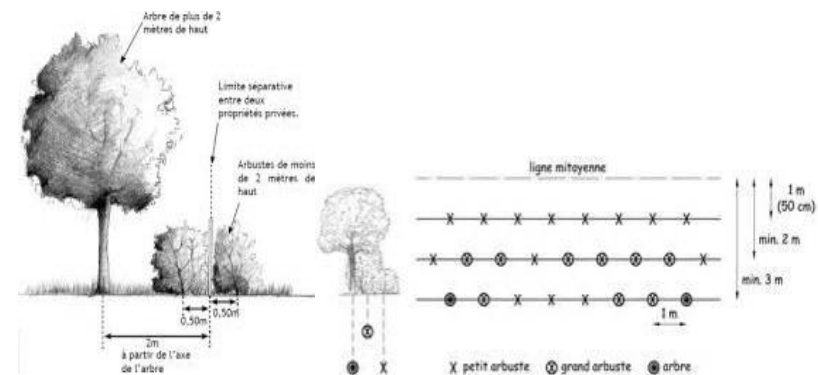 Arbre de plus de 2
mètres de haut
Limite séparative
entre deux
propriétés privées.
Arbustes de moins
de 2 mètres de
haut
0,50m
0,50m
2m
à partir de l'axe
de l'arbre
ligne mitoyenne
1 m
(50 cm)
min. 2 m
min. 3 m
1 m
x petit arbuste
grand arbuste
arbre